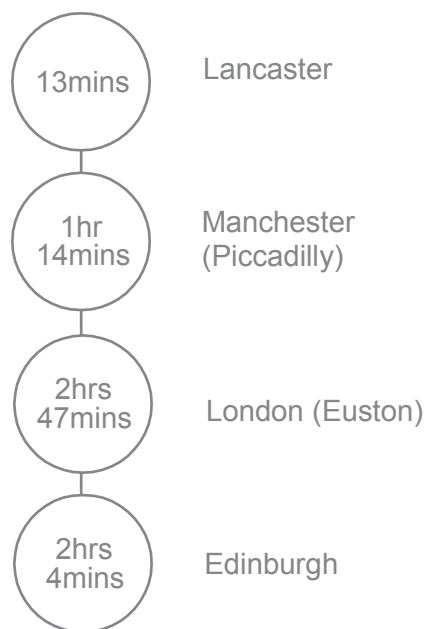 13mins
Lancaster
1hr
14mins
Manchester
(Piccadilly)
2hrs
47mins
London (Euston)
2hrs
4mins
Edinburgh